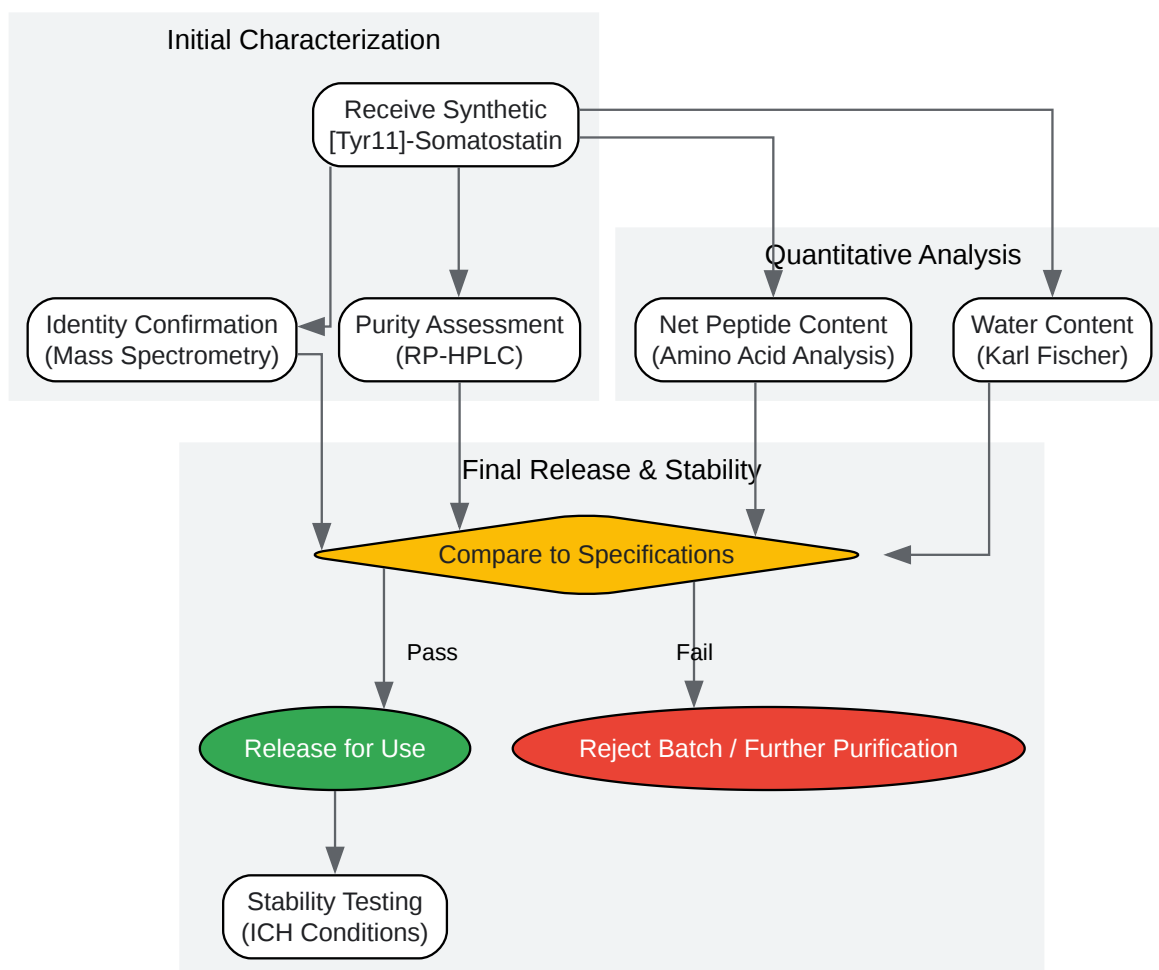 Initial Characterization
Receive Synthetic
[Tyr11]-Somatostatin
Quantitative Analysis
Identity Confirmation
(Mass Spectrometry)
Purity Assessment
(RP-HPLC)
Net Peptide Content
(Amino Acid Analysis)
Water Content
(Karl Fischer)
Final Release & Stability
Compare to Specifications
Pass
Fail
Release for Use
Reject Batch / Further Purification
Stability Testing
(ICH Conditions)